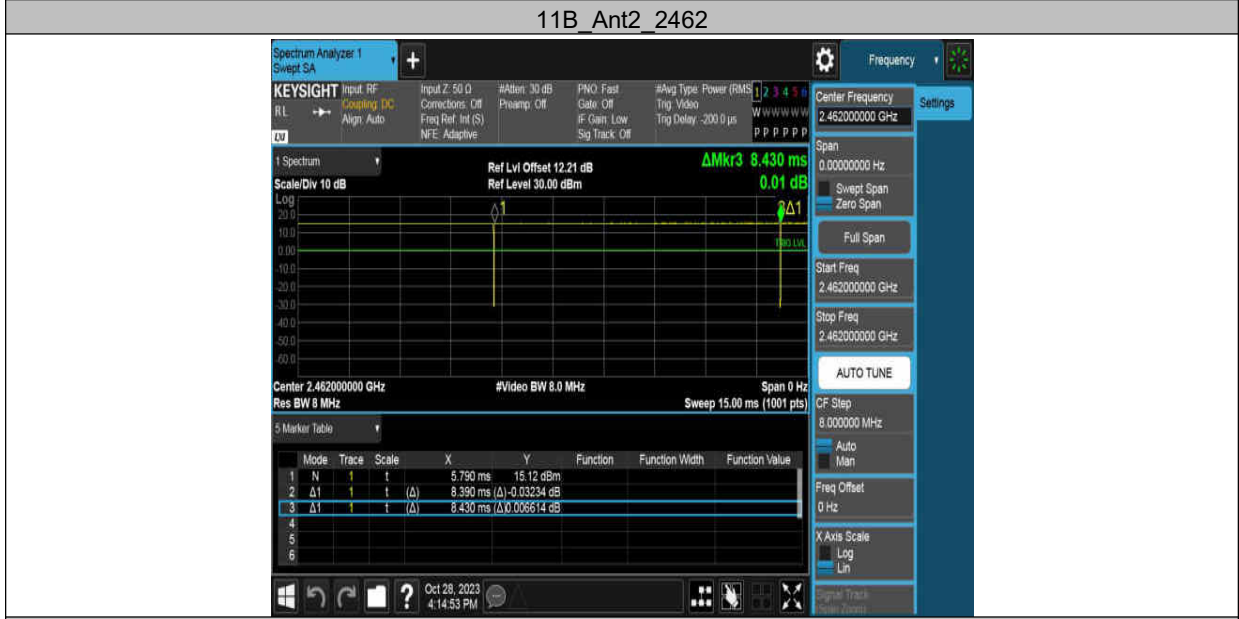 11B_Ant2_2462
Spectrum Analyzer 1
Swept SA
+
Frequency
KEYSIGHT
RL
Input: RF
Coupling: DC
Align: Auto
Input Z: 50 Ω
Corrections: Off
Freq Ref: Int (S)
NFE: Adaptive
#Atten: 30 dB
Preamp: Off
PNO: Fast
Gate: Off
IF Gain: Low
Sig Track: Off
#Avg Type: Power (RMS
Trig: Video
Trig Delay: -200.0 µs
1 2 3 4 5 6
W W W W W W
P P P P P P
Center Frequency
2.462000000 GHz
Settings
1 Spectrum
Scale/Div 10 dB
Ref Lvl Offset 12.21 dB
Ref Level 30.00 dBm
ΔMkr3 8.430 ms
0.01 dB
Log
20.0
10.0
0.00
-10.0
-20.0
-30.0
-40.0
-50.0
-60.0
1
3Δ1
TRIG LVL
Center 2.462000000 GHz
#Video BW 8.0 MHz
Span 0 Hz
Res BW 8 MHz
Sweep 15.00 ms (1001 pts)
Span
0.00000000 Hz
Swept Span
Zero Span
Full Span
Start Freq
2.462000000 GHz
Stop Freq
2.462000000 GHz
AUTO TUNE
CF Step
8.000000 MHz
Auto
Man
Freq Offset
0 Hz
X Axis Scale
Log
Lin
Signal Track
(Span Zoom)
5 Marker Table
Mode Trace Scale X Y Function Function Width Function Value
1 N 1 t 5.790 ms 15.12 dBm
2 Δ1 1 t (Δ) 8.390 ms (Δ) -0.03234 dB
3 Δ1 1 t (Δ) 8.430 ms (Δ) 0.006614 dB
4
5
6
?
Oct 28, 2023
4:14:53 PM